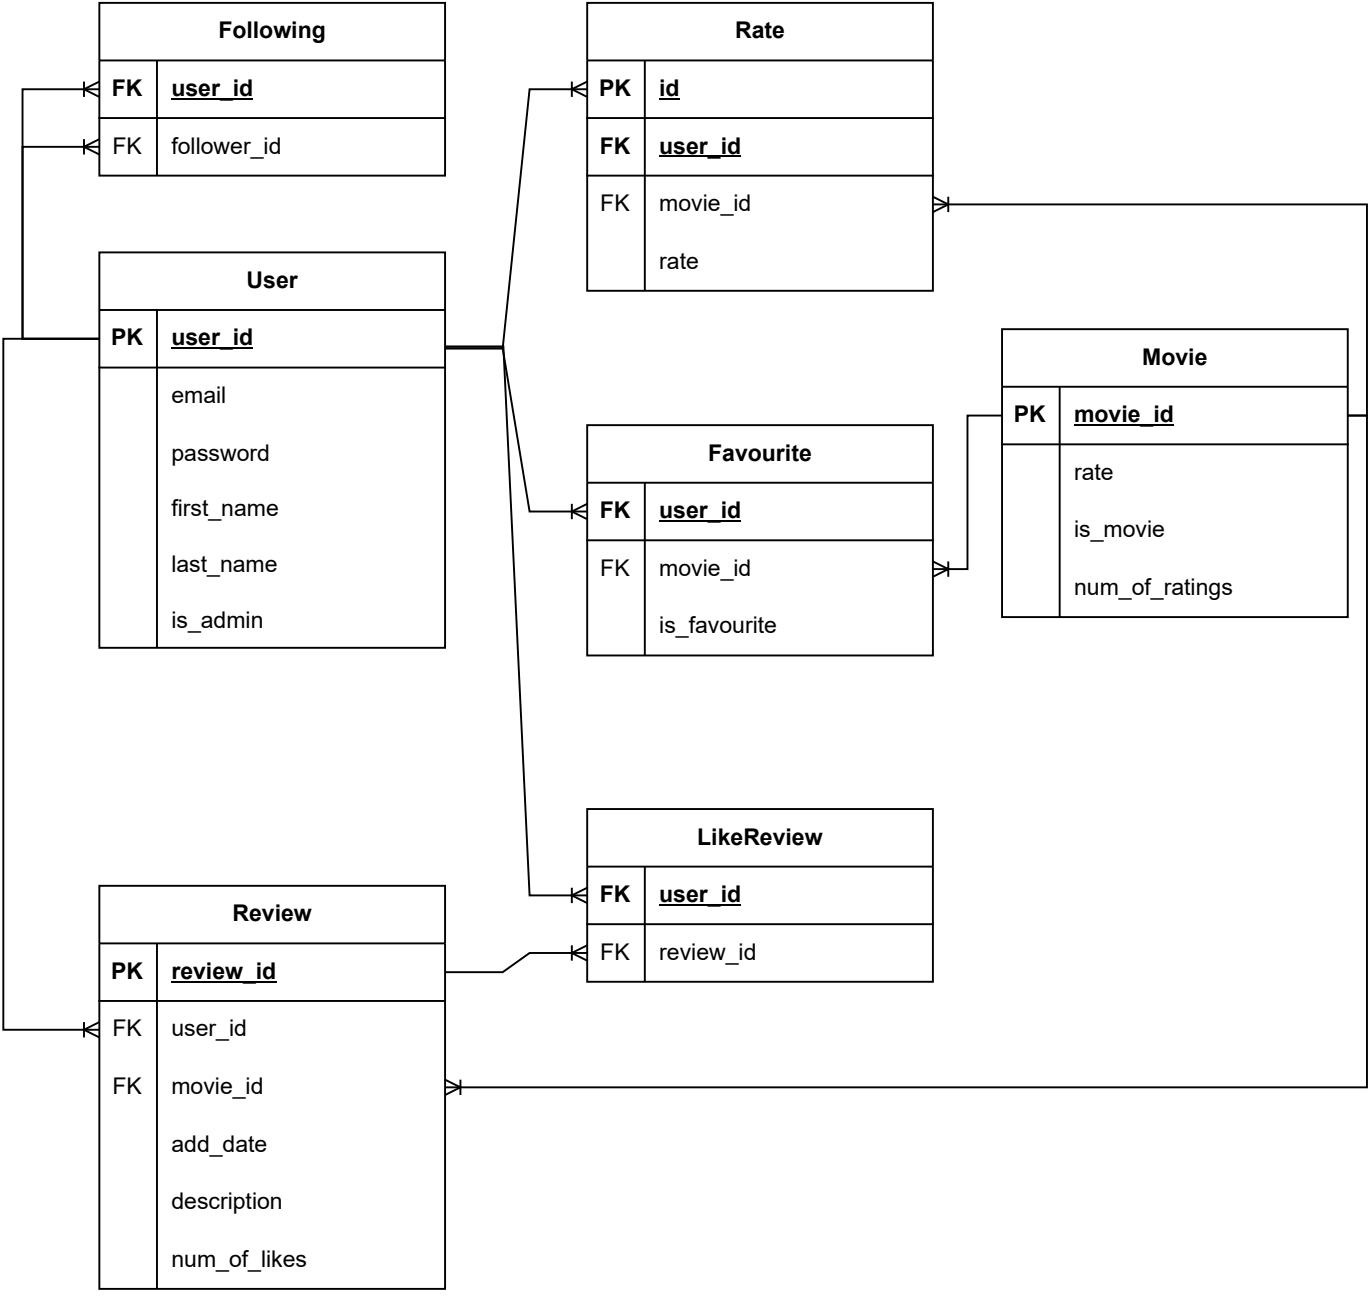 Following
FK user_id
FK follower_id
User
PK user_id
email
password
first_name
last_name
is_admin
Rate
PK id
FK user_id
FK movie_id
rate
Movie
PK movie_id
rate
is_movie
num_of_ratings
Favourite
FK user_id
FK movie_id
is_favourite
LikeReview
FK user_id
FK review_id
Review
PK review_id
FK user_id
FK movie_id
add_date
description
num_of_likes